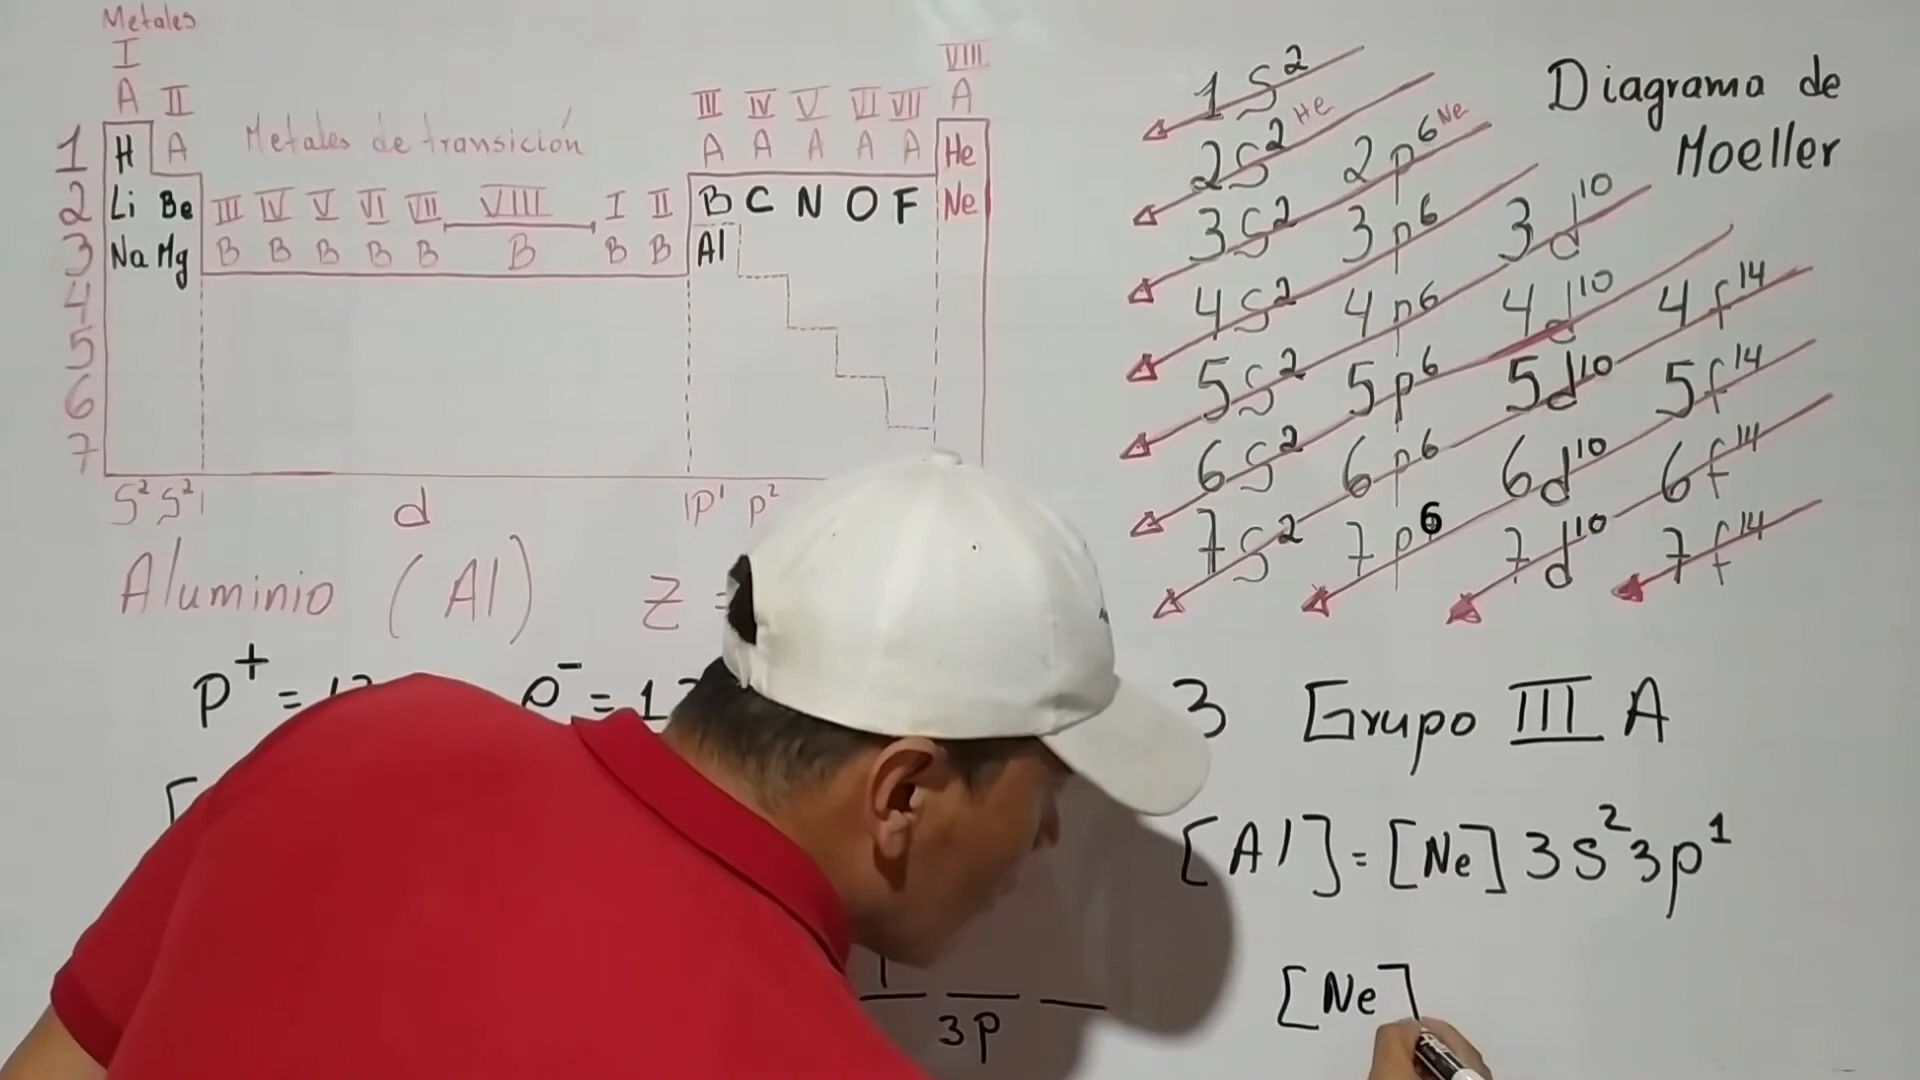 Metales
I
A II VIII
III IV V VI VII A
1 H A Metales de transición A A A A A He
2 Li Be III IV V VI VII VIII I II B C N O F Ne
3 Na Mg B B B B B B B B Al
4
5
6
7
S² S² d p¹ p²
Diagrama de
Moeller
1s²
2s² He 2p⁶ Ne
3s² 3p⁶ 3d¹⁰
4s² 4p⁶ 4d¹⁰ 4f¹⁴
5s² 5p⁶ 5d¹⁰ 5f¹⁴
6s² 6p⁶ 6d¹⁰ 6f¹⁴
7s² 7p⁶ 7d¹⁰ 7f¹⁴
Aluminio (Al) Z =
p⁺ = 1 e⁻ = 1 3 Grupo III A
[ [Al] = [Ne] 3s² 3p¹
3p [Ne]